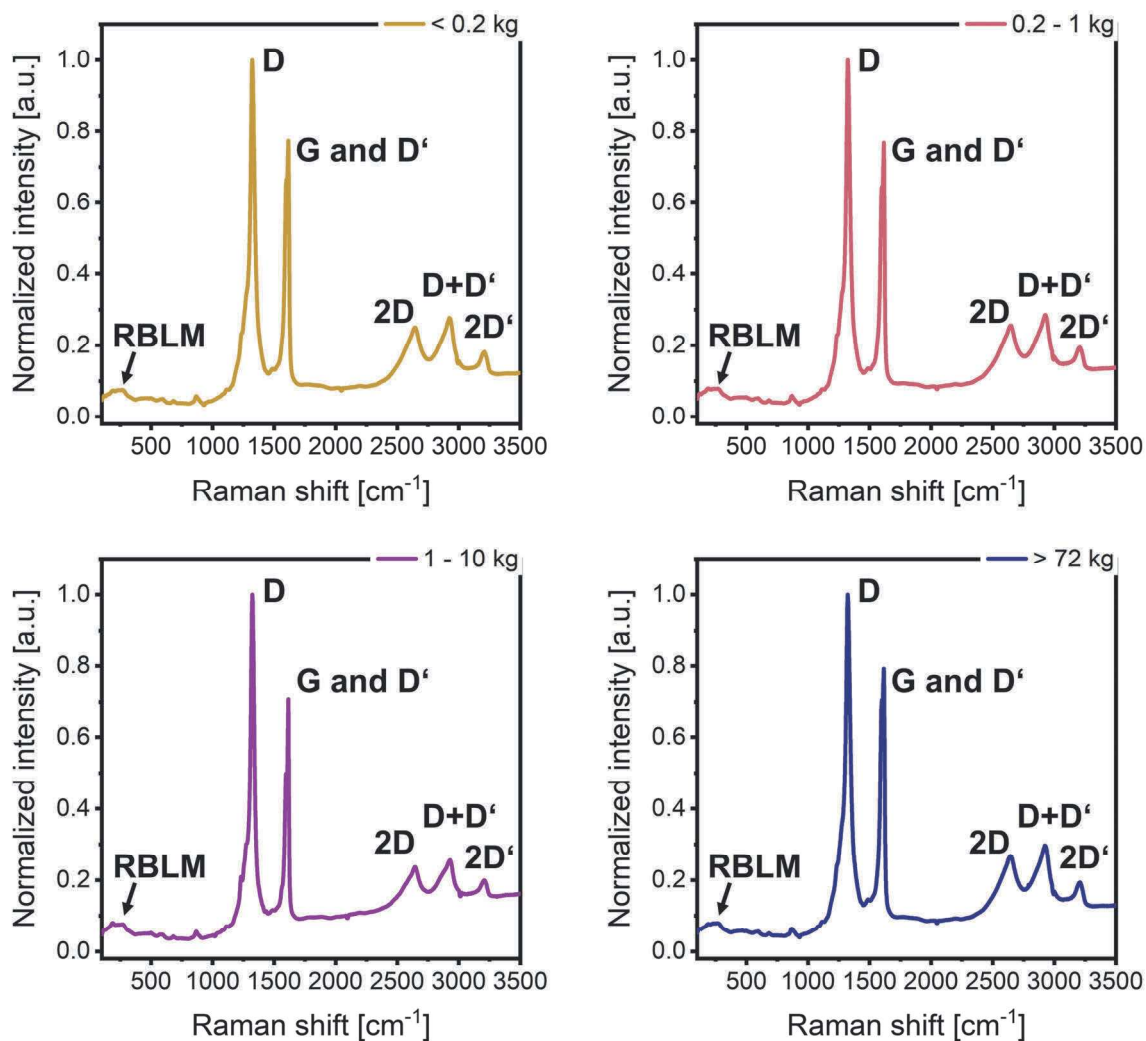 < 0.2 kg
Normalized intensity [a.u.]
1.0
0.8
0.6
0.4
0.2
0.0
D
G and D‘
D+D‘
2D
2D‘
RBLM
500 1000 1500 2000 2500 3000 3500
Raman shift [cm⁻¹]
0.2 - 1 kg
Normalized intensity [a.u.]
1.0
0.8
0.6
0.4
0.2
0.0
D
G and D‘
D+D‘
2D
2D‘
RBLM
500 1000 1500 2000 2500 3000 3500
Raman shift [cm⁻¹]
1 - 10 kg
Normalized intensity [a.u.]
1.0
0.8
0.6
0.4
0.2
0.0
D
G and D‘
D+D‘
2D
2D‘
RBLM
500 1000 1500 2000 2500 3000 3500
Raman shift [cm⁻¹]
> 72 kg
Normalized intensity [a.u.]
1.0
0.8
0.6
0.4
0.2
0.0
D
G and D‘
D+D‘
2D
2D‘
RBLM
500 1000 1500 2000 2500 3000 3500
Raman shift [cm⁻¹]